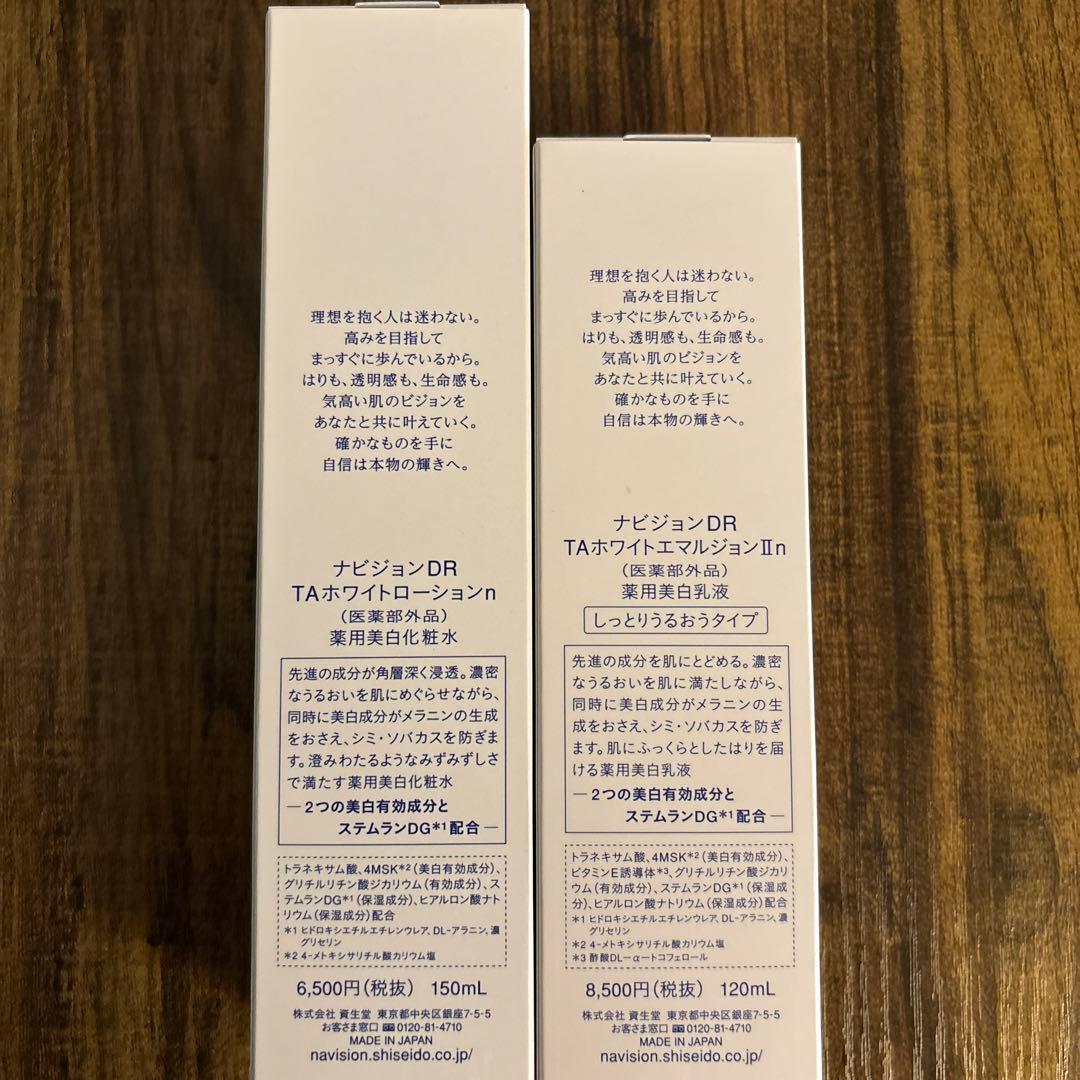 理想を抱く人は迷わない。
高みを目指して
まっすぐに歩んでいるから。
はりも、透明感も、生命感も。
気高い肌のビジョンを
あなたと共に叶えていく。
確かなものを手に
自信は本物の輝きへ。
ナビジョンDR
TAホワイトローションn
(医薬部外品)
薬用美白化粧水
先進の成分が角層深く浸透。濃密
なうるおいを肌にめぐらせながら、
同時に美白成分がメラニンの生成
をおさえ、シミ・ソバカスを防ぎま
す。澄みわたるようなみずみずしさ
で満たす薬用美白化粧水
― 2つの美白有効成分と
ステムランDG*1配合 ―
トラネキサム酸、4MSK*2(美白有効成分)、
グリチルリチン酸ジカリウム(有効成分)、ス
テムランDG*1(保湿成分)、ヒアルロン酸ナト
リウム(保湿成分)配合
*1 ヒドロキシエチルエチレンウレア、DL-アラニン、濃
グリセリン
*2 4-メトキシサリチル酸カリウム塩
6,500円(税抜) 150mL
株式会社 資生堂 東京都中央区銀座7-5-5
お客さま窓口 0120-81-4710
MADE IN JAPAN
navision.shiseido.co.jp/
理想を抱く人は迷わない。
高みを目指して
まっすぐに歩んでいるから。
はりも、透明感も、生命感も。
気高い肌のビジョンを
あなたと共に叶えていく。
確かなものを手に
自信は本物の輝きへ。
ナビジョンDR
TAホワイトエマルジョンⅡn
(医薬部外品)
薬用美白乳液
しっとりうるおうタイプ
先進の成分を肌にとどめる。濃密
なうるおいを肌に満たしながら、
同時に美白成分がメラニンの生
成をおさえ、シミ・ソバカスを防ぎ
ます。肌にふっくらとしたはりを届
ける薬用美白乳液
― 2つの美白有効成分と
ステムランDG*1配合 ―
トラネキサム酸、4MSK*2(美白有効成分)、
ビタミンE誘導体*3、グリチルリチン酸ジカリ
ウム(有効成分)、ステムランDG*1(保湿成
分)、ヒアルロン酸ナトリウム(保湿成分)配合
*1 ヒドロキシエチルエチレンウレア、DL-アラニン、濃
グリセリン
*2 4-メトキシサリチル酸カリウム塩
*3 酢酸DL-α-トコフェロール
8,500円(税抜) 120mL
株式会社 資生堂 東京都中央区銀座7-5-5
お客さま窓口 0120-81-4710
MADE IN JAPAN
navision.shiseido.co.jp/